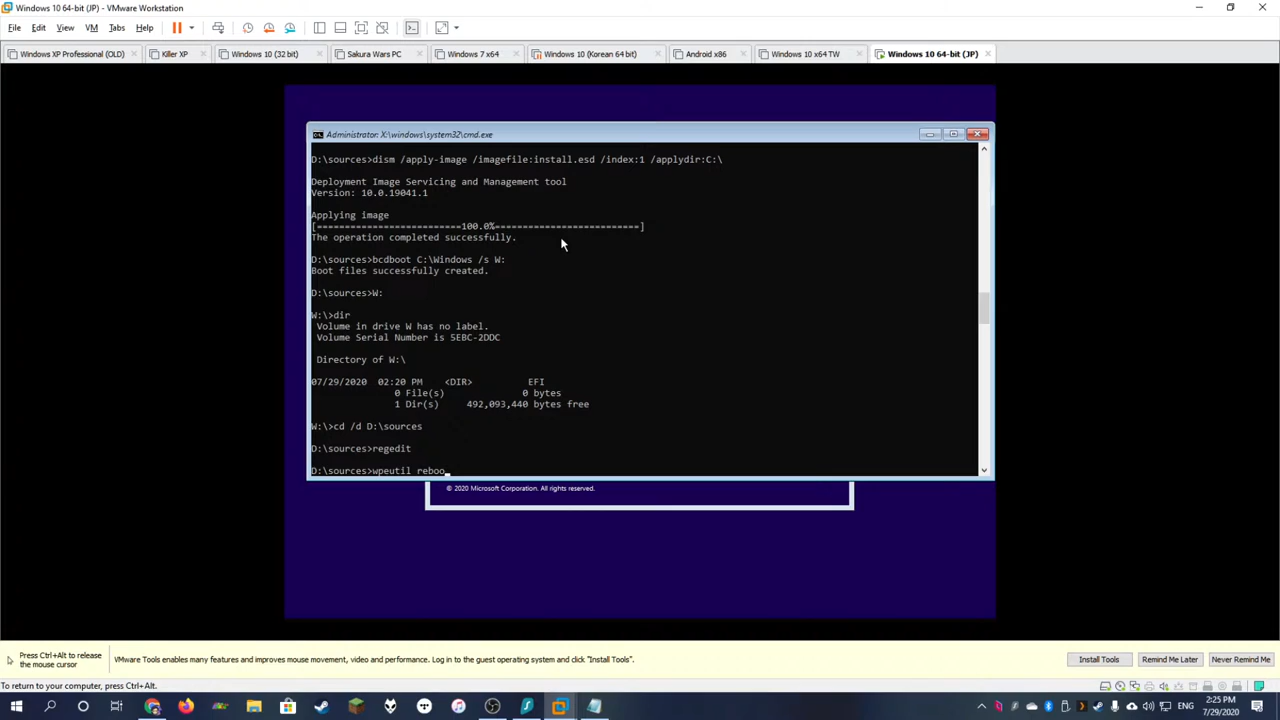 Windows 10 64-bit (JP) - VMware Workstation
File Edit View VM Tabs Help
Windows XP Professional (OLD) Killer XP Windows 10 (32 bit) Sakura Wars PC Windows 7 x64 Windows 10 (Korean 64 bit) Android x86 Windows 10 x64 TW Windows 10 64-bit (JP)
Administrator: X:\windows\system32\cmd.exe
D:\sources>dism /apply-image /imagefile:install.esd /index:1 /applydir:C:\
Deployment Image Servicing and Management tool
Version: 10.0.19041.1
Applying image
[==========================100.0%==========================]
The operation completed successfully.
D:\sources>bcdboot C:\Windows /s W:
Boot files successfully created.
D:\sources>W:
W:\>dir
Volume in drive W has no label.
Volume Serial Number is 5EBC-2DDC
Directory of W:\
07/29/2020 02:20 PM <DIR> EFI
0 File(s) 0 bytes
1 Dir(s) 492,093,440 bytes free
W:\>cd /d D:\sources
D:\sources>regedit
D:\sources>wpeutil reboo_
© 2020 Microsoft Corporation. All rights reserved.
Press Ctrl+Alt to release
the mouse cursor
VMware Tools enables many features and improves mouse movement, video and performance. Log in to the guest operating system and click "Install Tools".
Install Tools Remind Me Later Never Remind Me
To return to your computer, press Ctrl+Alt.
ENG
2:25 PM
7/29/2020